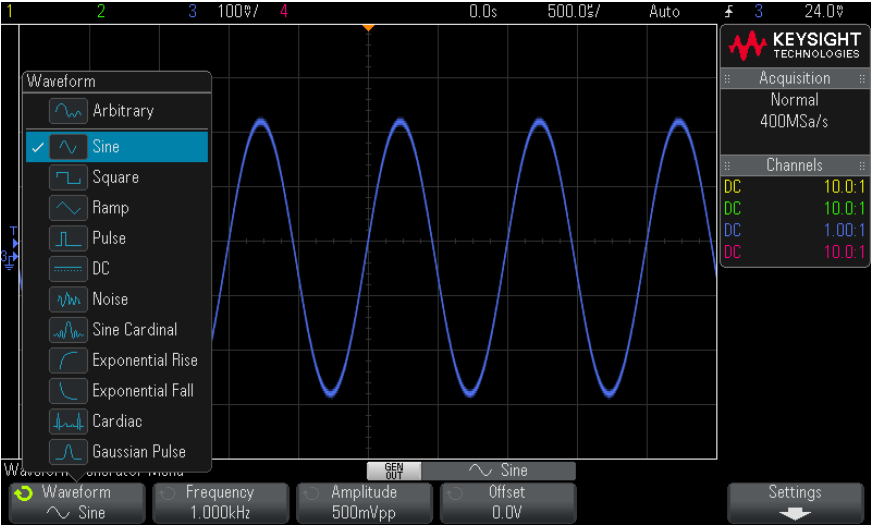 1 2 3 100mV/ 4 0.0s 500.0us/ Auto 3 24.0mV
KEYSIGHT
TECHNOLOGIES
Acquisition
Normal
400MSa/s
Channels
DC 10.0:1
DC 10.0:1
DC 1.00:1
DC 10.0:1
Waveform
Arbitrary
Sine
Square
Ramp
Pulse
DC
Noise
Sine Cardinal
Exponential Rise
Exponential Fall
Cardiac
Gaussian Pulse
T
3
GEN
OUT
Sine
Waveform
Sine
Frequency
1.000kHz
Amplitude
500mVpp
Offset
0.0V
Settings